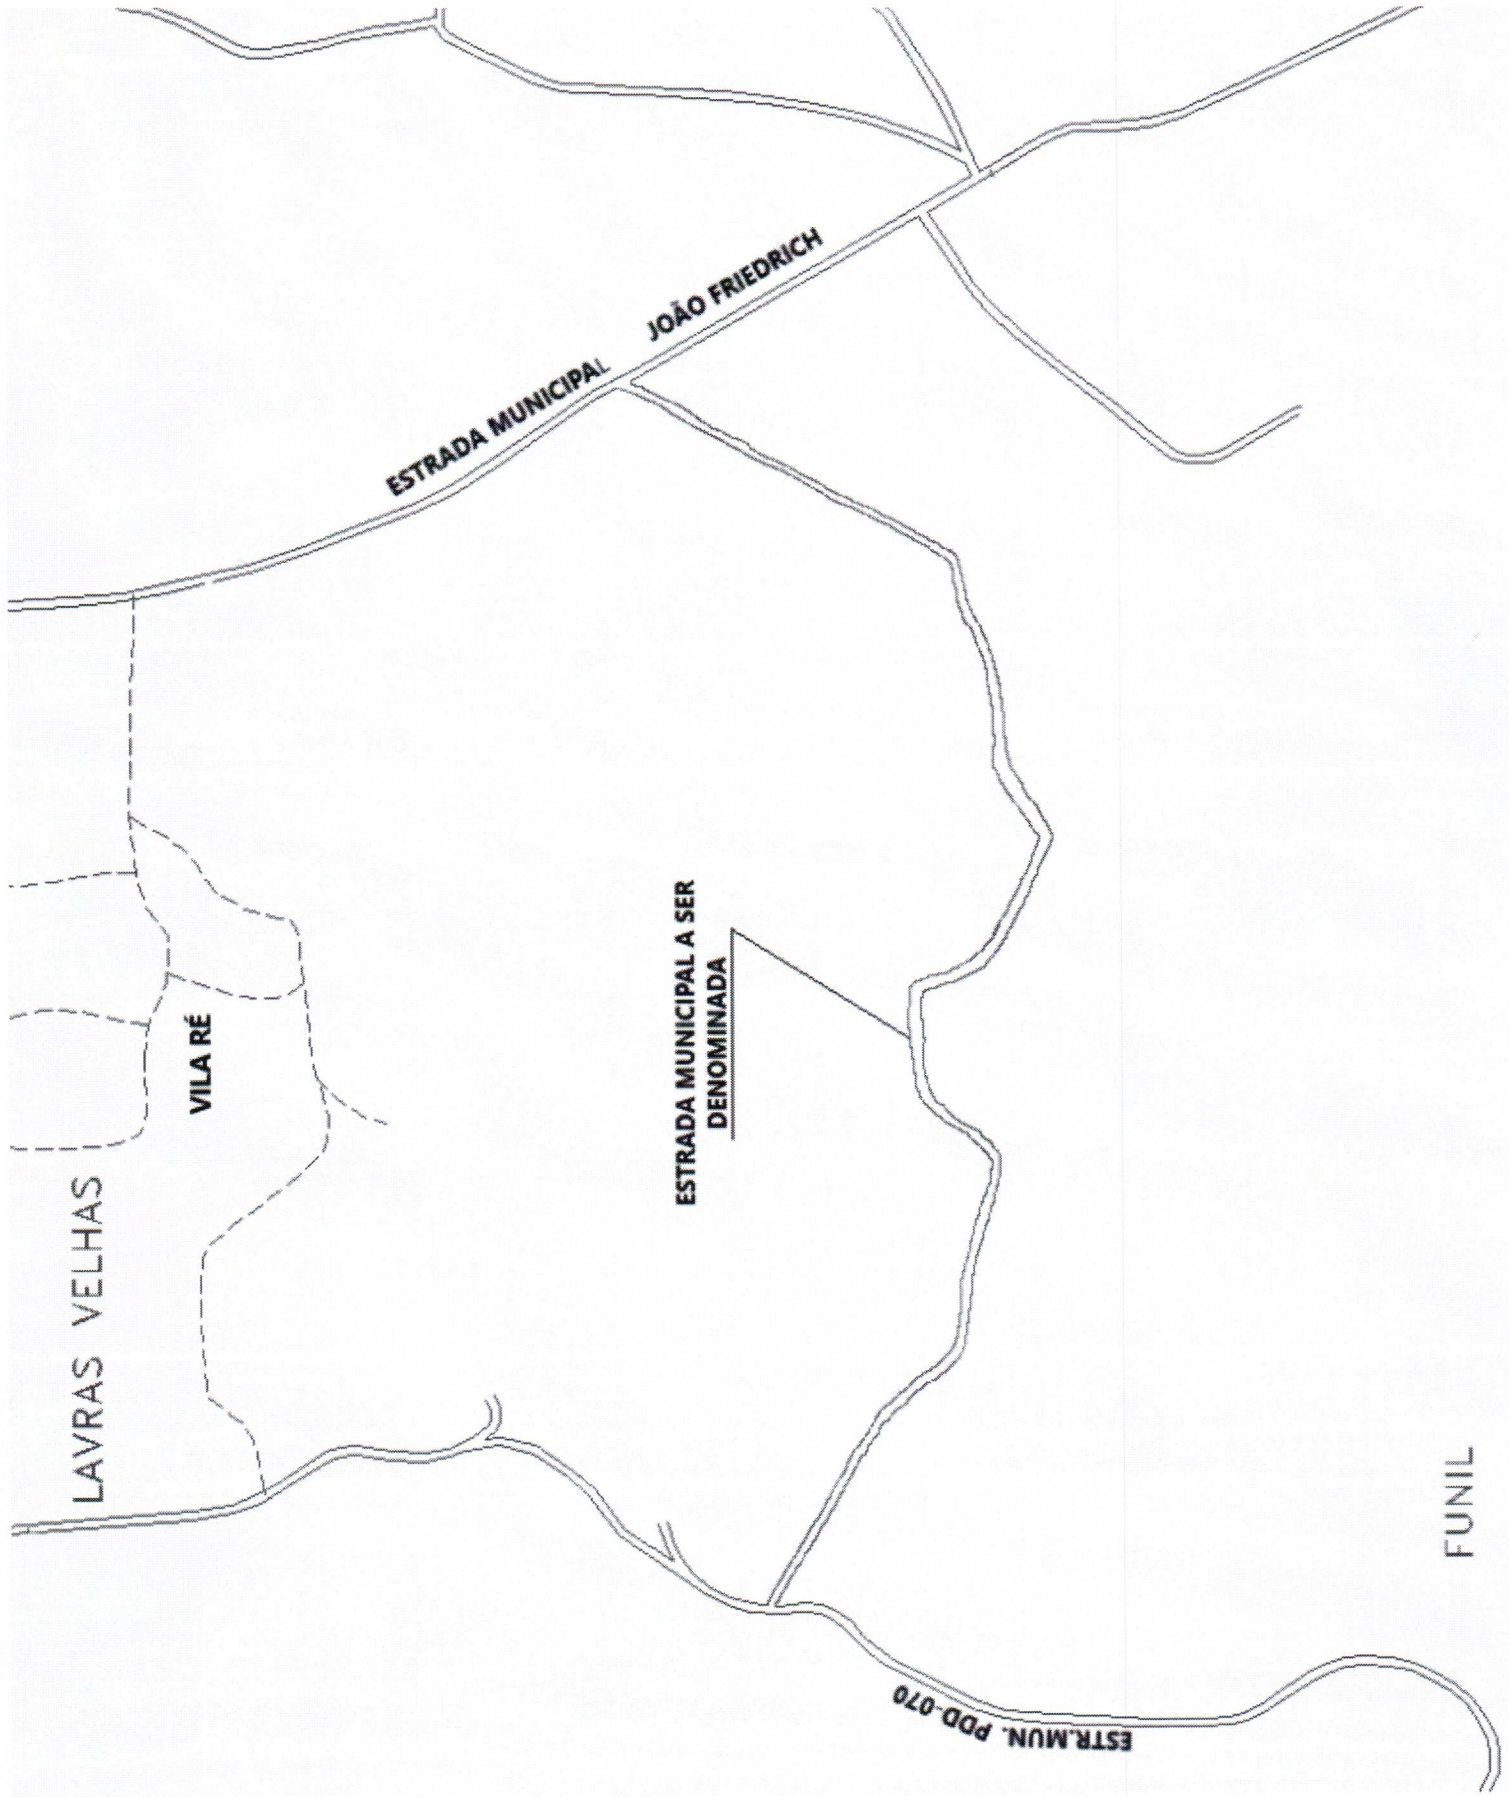 ESTRADA MUNICIPAL JOÃO FRIEDRICH
VILA RÉ
LAVRAS VELHAS
ESTRADA MUNICIPAL A SER
DENOMINADA
ESTR.MUN. PDD-070
FUNIL